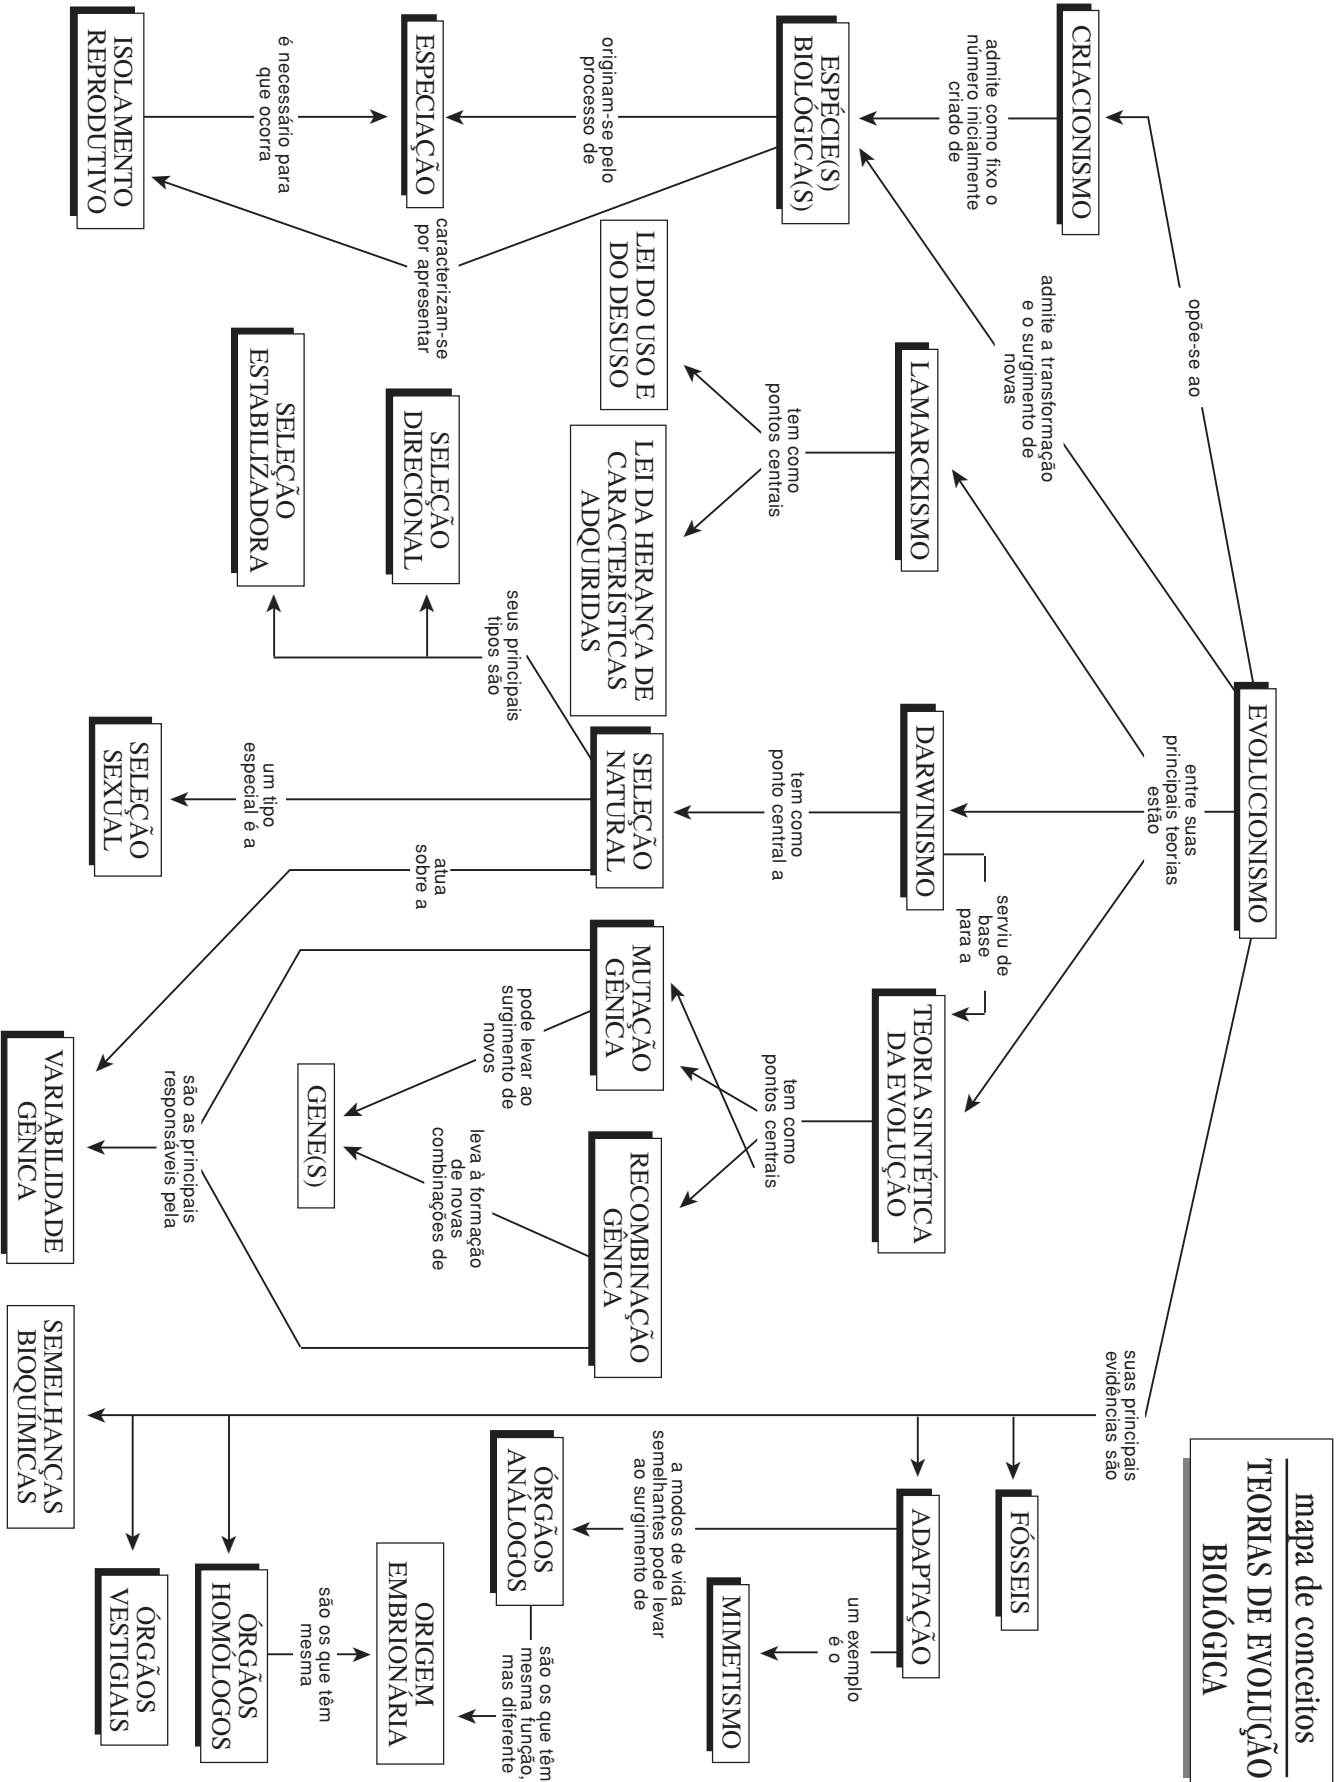 mapa de conceitos
TEORIAS DE EVOLUÇÃO
BIOLÓGICA
EVOLUCIONISMO
opõe-se ao
CRIACIONISMO
admite como fixo o
número inicialmente
criado de
admite a transformação
e o surgimento de
novas
ESPÉCIE(S)
BIOLÓGICA(S)
originam-se pelo
processo de
ESPECIAÇÃO
caracterizam-se
por apresentar
é necessário para
que ocorra
ISOLAMENTO
REPRODUTIVO
entre suas
principais teorias
estão
LAMARCKISMO
tem como
pontos centrais
LEI DO USO E
DO DESUSO
LEI DA HERANÇA DE
CARACTERÍSTICAS
ADQUIRIDAS
DARWINISMO
tem como
ponto central a
SELEÇÃO
NATURAL
seus principais
tipos são
SELEÇÃO
DIRECIONAL
SELEÇÃO
ESTABILIZADORA
um tipo
especial é a
SELEÇÃO
SEXUAL
atua
sobre a
serviu de
base
para a
TEORIA SINTÉTICA
DA EVOLUÇÃO
tem como
pontos centrais
MUTAÇÃO
GÊNICA
RECOMBINAÇÃO
GÊNICA
pode levar ao
surgimento de
novos
leva à formação
de novas
combinações de
GENE(S)
são as principais
responsáveis pela
VARIABILIDADE
GÊNICA
suas principais
evidências são
FÓSSEIS
ADAPTAÇÃO
um exemplo
é o
MIMETISMO
a modos de vida
semelhantes pode levar
ao surgimento de
ÓRGÃOS
ANÁLOGOS
são os que têm
mesma função,
mas diferente
ORIGEM
EMBRIONÁRIA
são os que têm
mesma
ÓRGÃOS
HOMÓLOGOS
ÓRGÃOS
VESTIGIAIS
SEMELHANÇAS
BIOQUÍMICAS